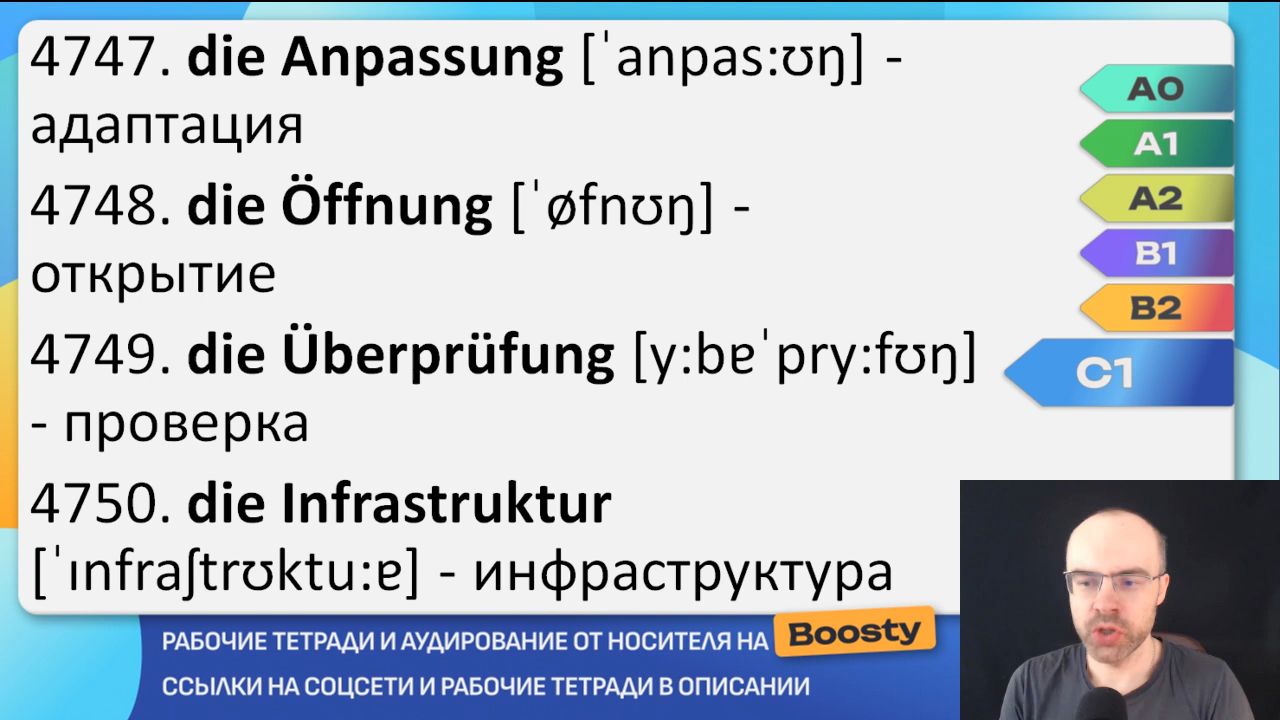 4747. die Anpassung [ˈanpas:ʊŋ] -
адаптация
4748. die Öffnung [ˈøfnʊŋ] -
открытие
4749. die Überprüfung [y:bɐˈpry:fʊŋ]
- проверка
4750. die Infrastruktur
[ˈınfraʃtrʊktu:ɐ] - инфраструктура
A0
A1
A2
B1
B2
C1
РАБОЧИЕ ТЕТРАДИ И АУДИРОВАНИЕ ОТ НОСИТЕЛЯ НА Boosty
ССЫЛКИ НА СОЦСЕТИ И РАБОЧИЕ ТЕТРАДИ В ОПИСАНИИ